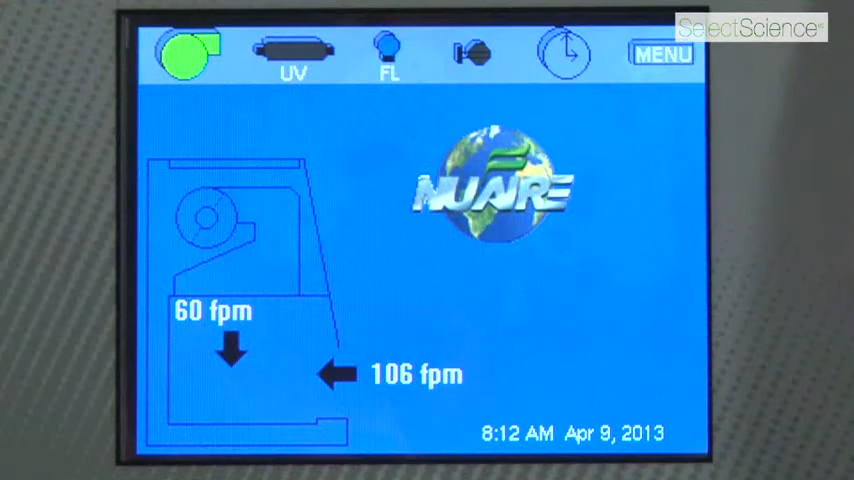 SelectScience
UV
FL
MENU
NUAIRE
60 fpm
106 fpm
8:12 AM Apr 9, 2013